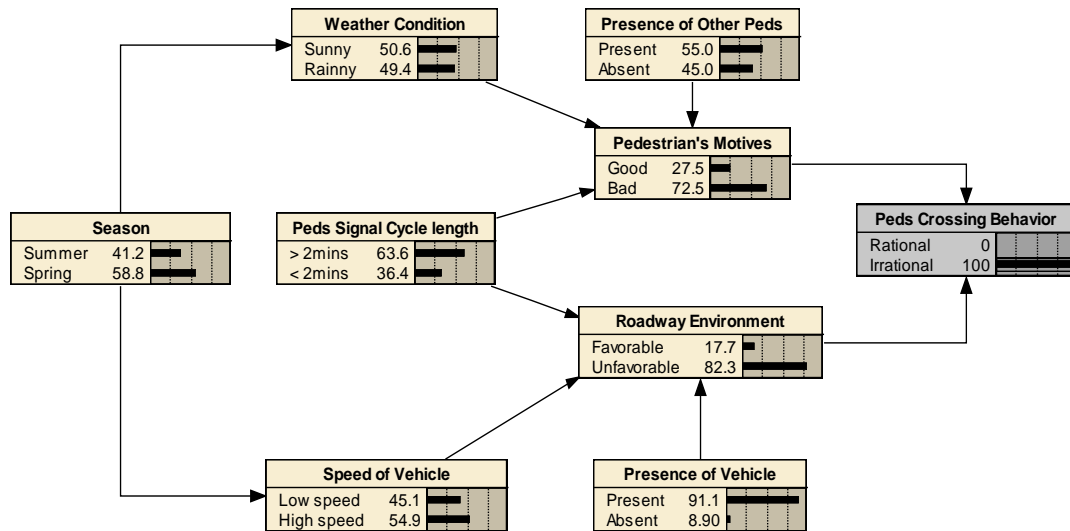 Weather Condition
Sunny 50.6
Rainny 49.4
Presence of Other Peds
Present 55.0
Absent 45.0
Pedestrian's Motives
Good 27.5
Bad 72.5
Season
Summer 41.2
Spring 58.8
Peds Signal Cycle length
> 2mins 63.6
< 2mins 36.4
Peds Crossing Behavior
Rational 0
Irrational 100
Roadway Environment
Favorable 17.7
Unfavorable 82.3
Speed of Vehicle
Low speed 45.1
High speed 54.9
Presence of Vehicle
Present 91.1
Absent 8.90